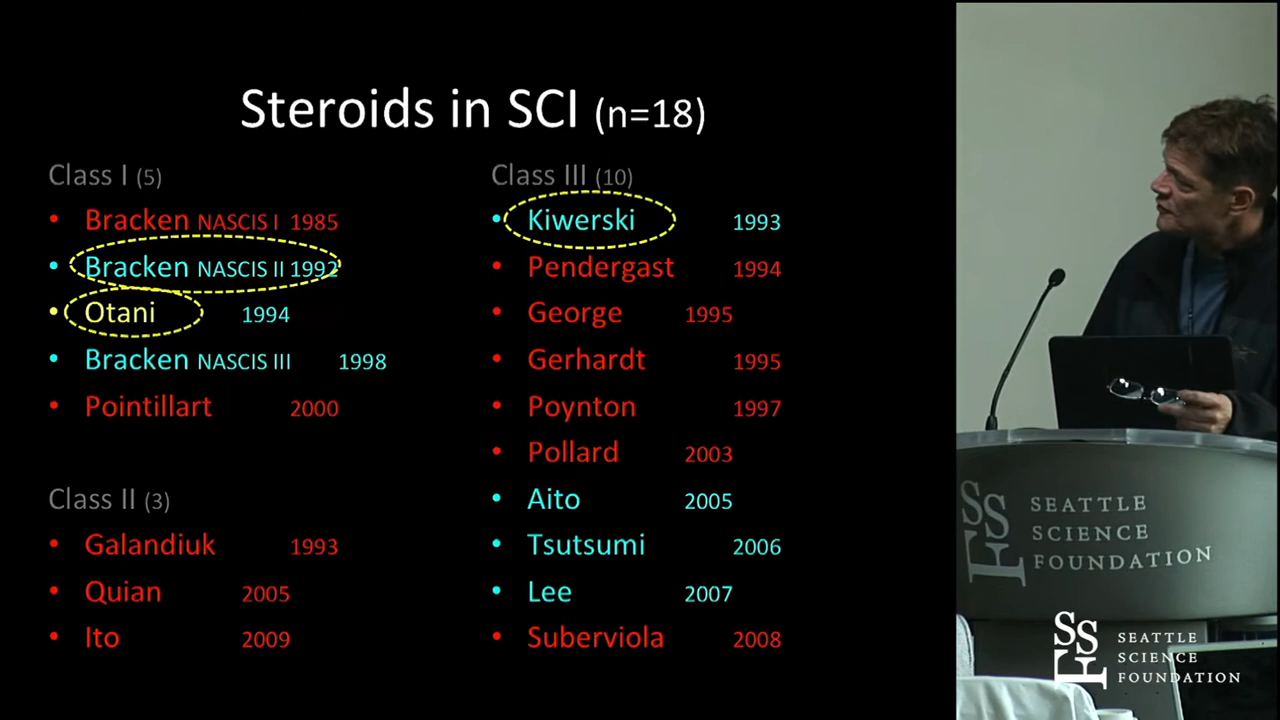 Steroids in SCI (n=18)
Class I (5)
• Bracken NASCIS I 1985
• Bracken NASCIS II 1992
• Otani 1994
• Bracken NASCIS III 1998
• Pointillart 2000
Class II (3)
• Galandiuk 1993
• Quian 2005
• Ito 2009
Class III (10)
• Kiwerski 1993
• Pendergast 1994
• George 1995
• Gerhardt 1995
• Poynton 1997
• Pollard 2003
• Aito 2005
• Tsutsumi 2006
• Lee 2007
• Suberviola 2008
SSF
SEATTLE
SCIENCE
FOUNDATION
SSF
SEATTLE
SCIENCE
FOUNDATION